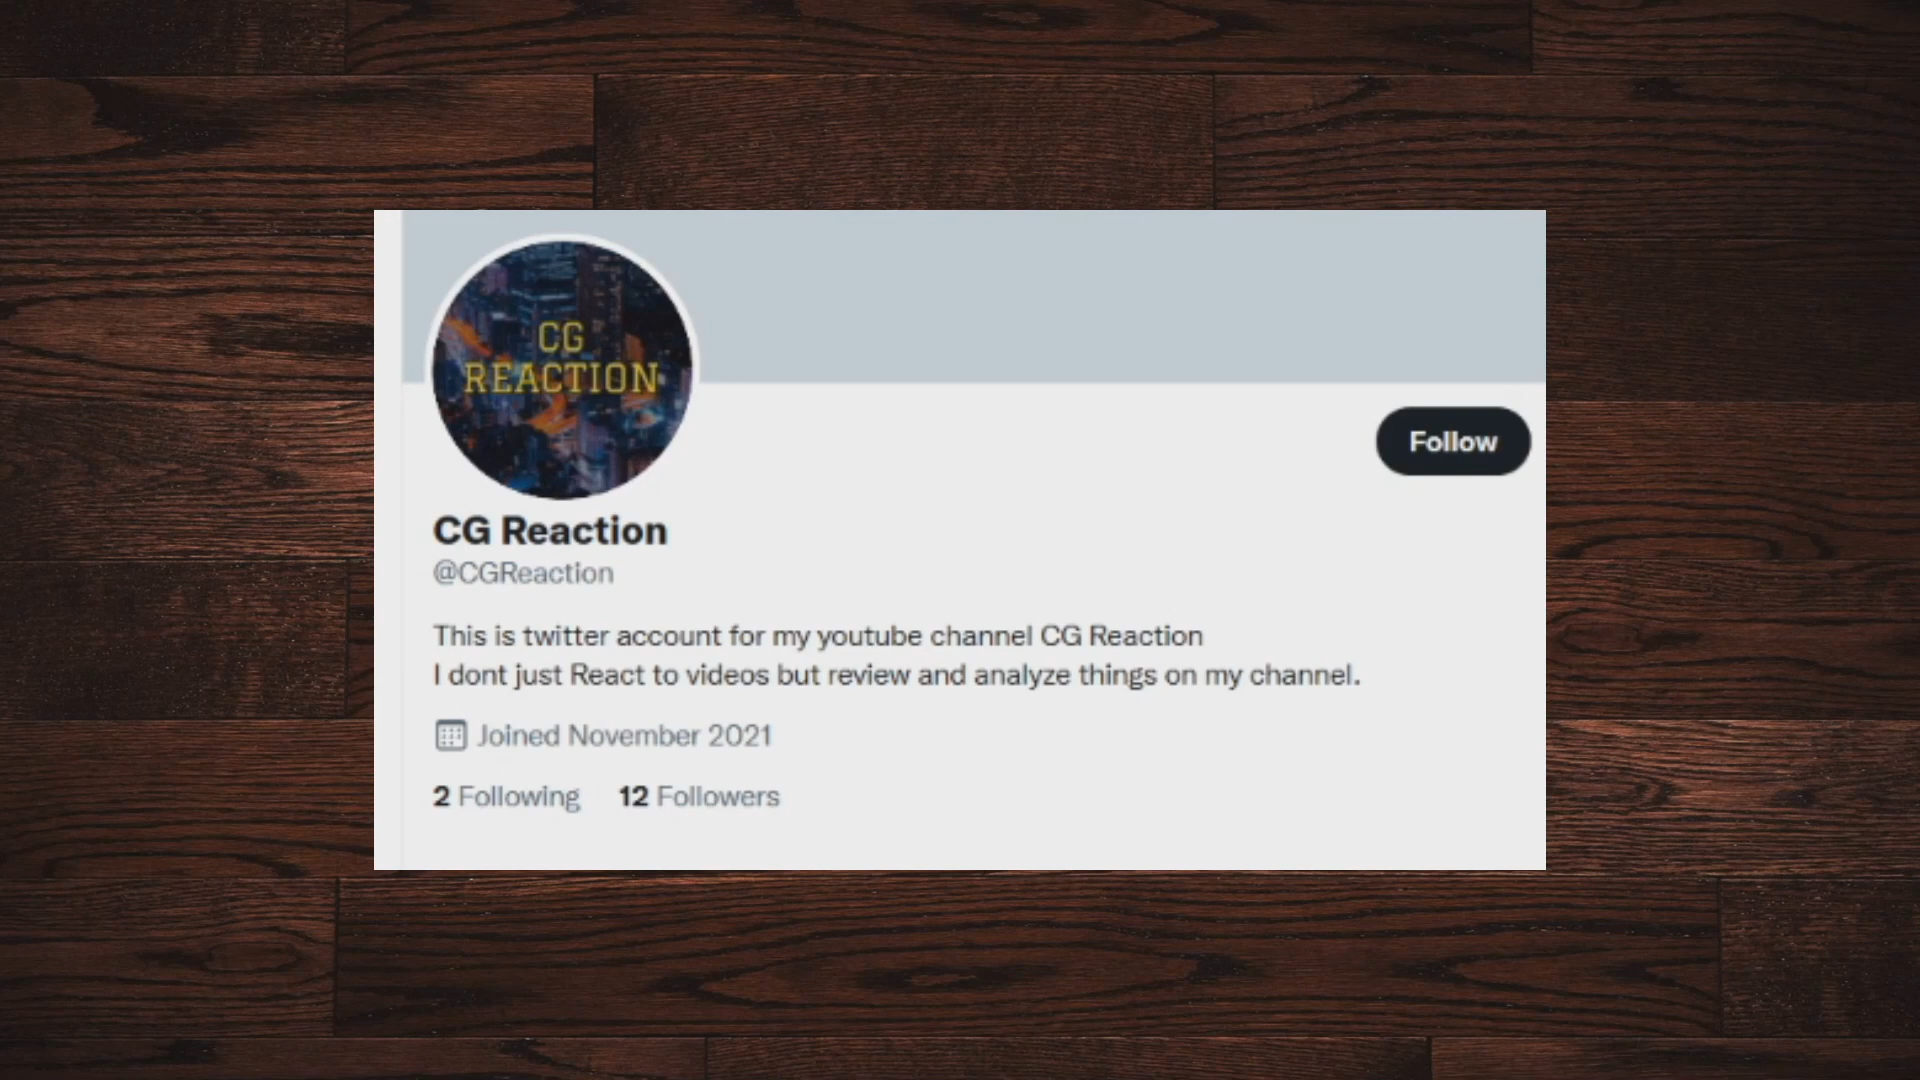 CG
REACTION
Follow
CG Reaction
@CGReaction
This is twitter account for my youtube channel CG Reaction
I dont just React to videos but review and analyze things on my channel.
Joined November 2021
2 Following 12 Followers